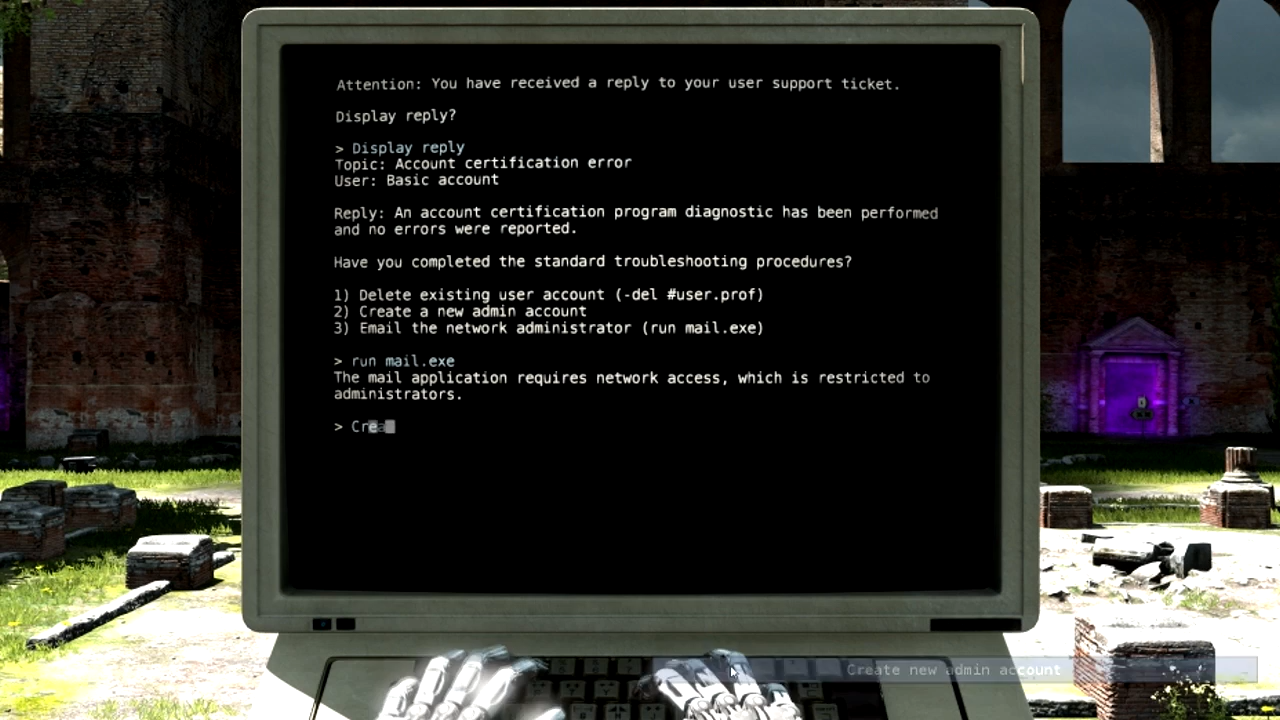 Attention: You have received a reply to your user support ticket.
Display reply?
> Display reply
Topic: Account certification error
User: Basic account
Reply: An account certification program diagnostic has been performed
and no errors were reported.
Have you completed the standard troubleshooting procedures?
1) Delete existing user account (-del #user.prof)
2) Create a new admin account
3) Email the network administrator (run mail.exe)
> run mail.exe
The mail application requires network access, which is restricted to
administrators.
> Crea
Create new admin account